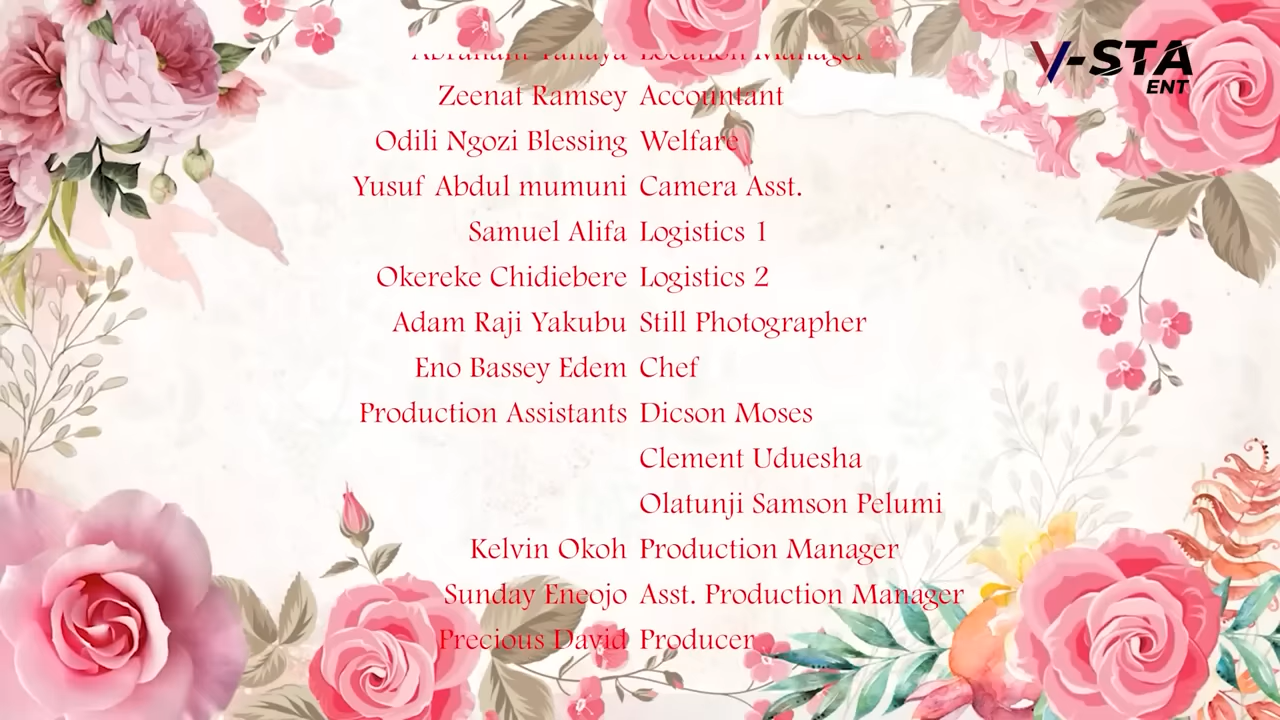 V-STA
ENT
Location Manager
Zeenat Ramsey Accountant
Odili Ngozi Blessing Welfare
Yusuf Abdul mumuni Camera Asst.
Samuel Alifa Logistics 1
Okereke Chidiebere Logistics 2
Adam Raji Yakubu Still Photographer
Eno Bassey Edem Chef
Production Assistants Dicson Moses
Clement Uduesha
Olatunji Samson Pelumi
Kelvin Okoh Production Manager
Sunday Eneojo Asst. Production Manager
Precious David Producer